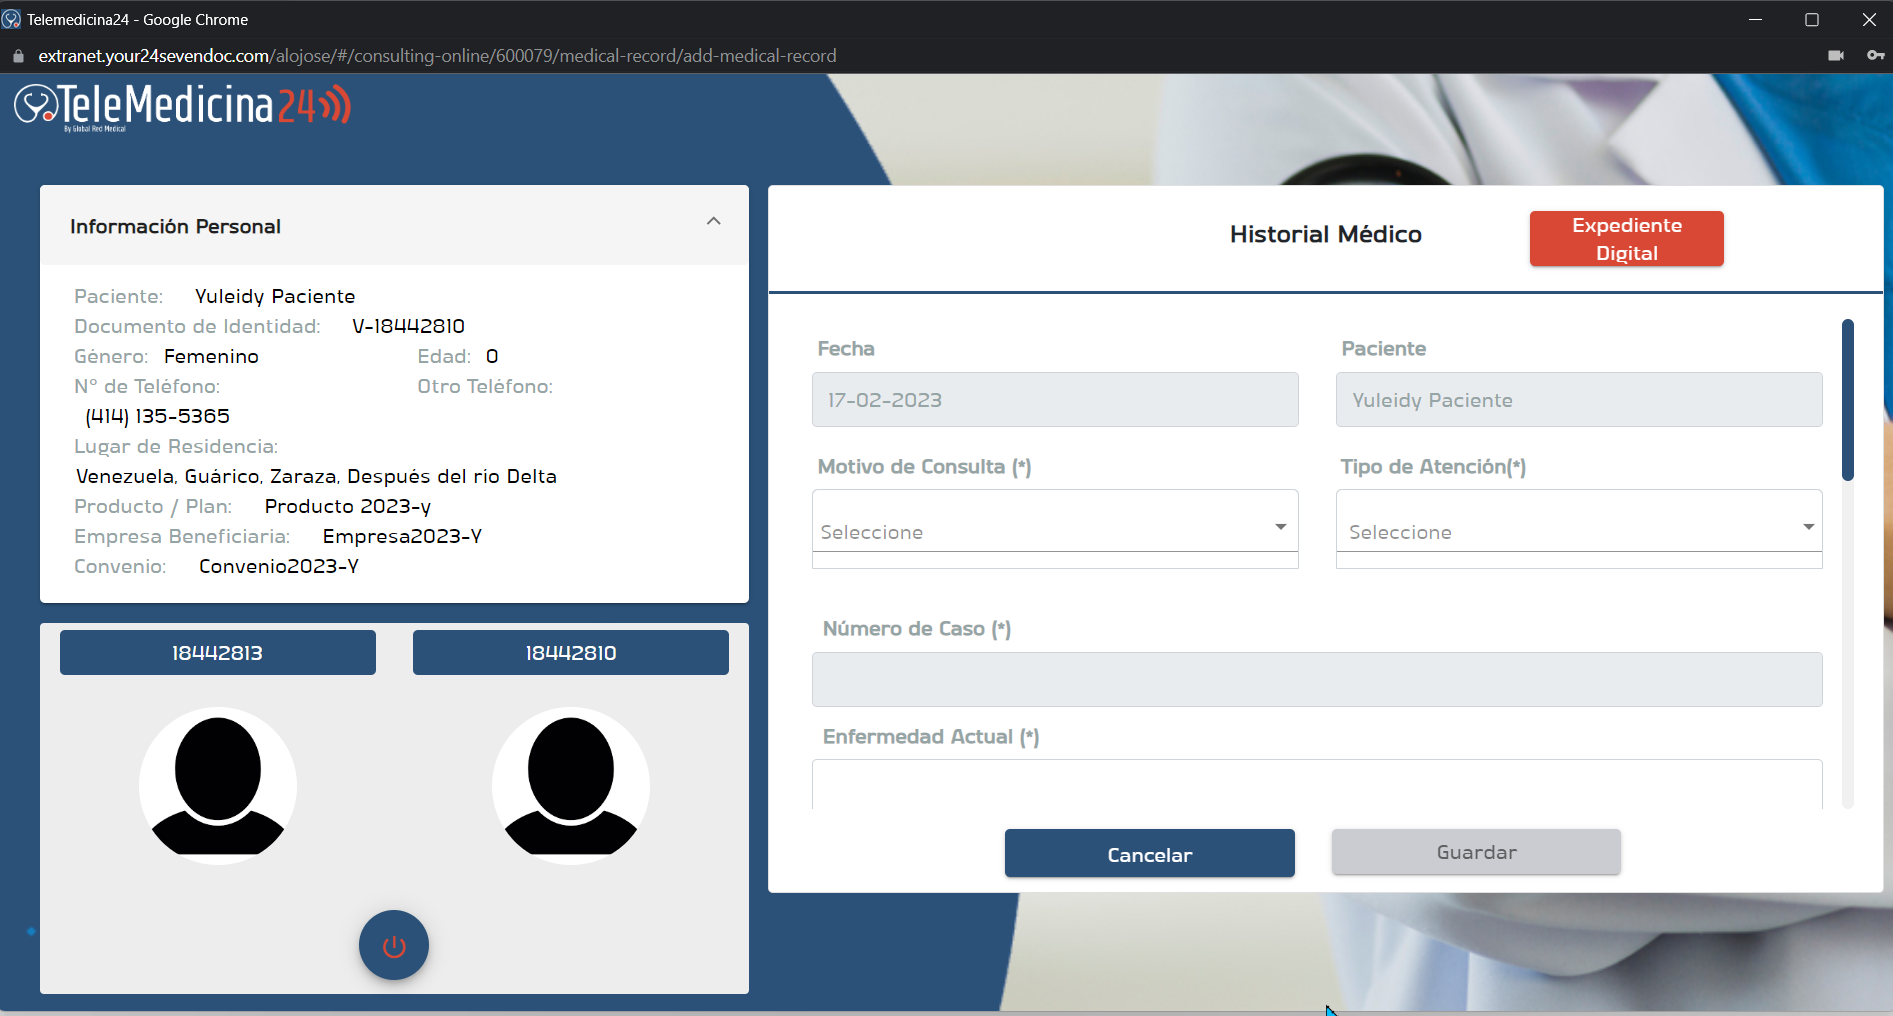 Telemedicina24 - Google Chrome
extranet.your24sevendoc.com/alojose/#/consulting-online/600079/medical-record/add-medical-record
TeleMedicina24
By Global Red Medical
Información Personal
Paciente: Yuleidy Paciente
Documento de Identidad: V-18442810
Género: Femenino Edad: 0
N° de Teléfono: Otro Teléfono:
(414) 135-5365
Lugar de Residencia:
Venezuela, Guárico, Zaraza, Después del río Delta
Producto / Plan: Producto 2023-y
Empresa Beneficiaria: Empresa2023-Y
Convenio: Convenio2023-Y
18442813 18442810
Historial Médico
Expediente
Digital
Fecha Paciente
17-02-2023 Yuleidy Paciente
Motivo de Consulta (*) Tipo de Atención(*)
Seleccione Seleccione
Número de Caso (*)
Enfermedad Actual (*)
Cancelar Guardar